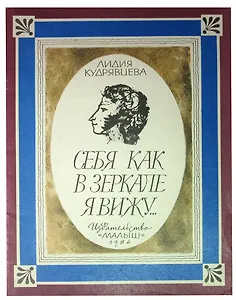 ЛИДИЯ
КУДРЯВЦЕВА
СЕБЯ КАК
В ЗЕРКАЛЕ
Я ВИЖУ...
Издательство
«МАЛЫШ»
1986